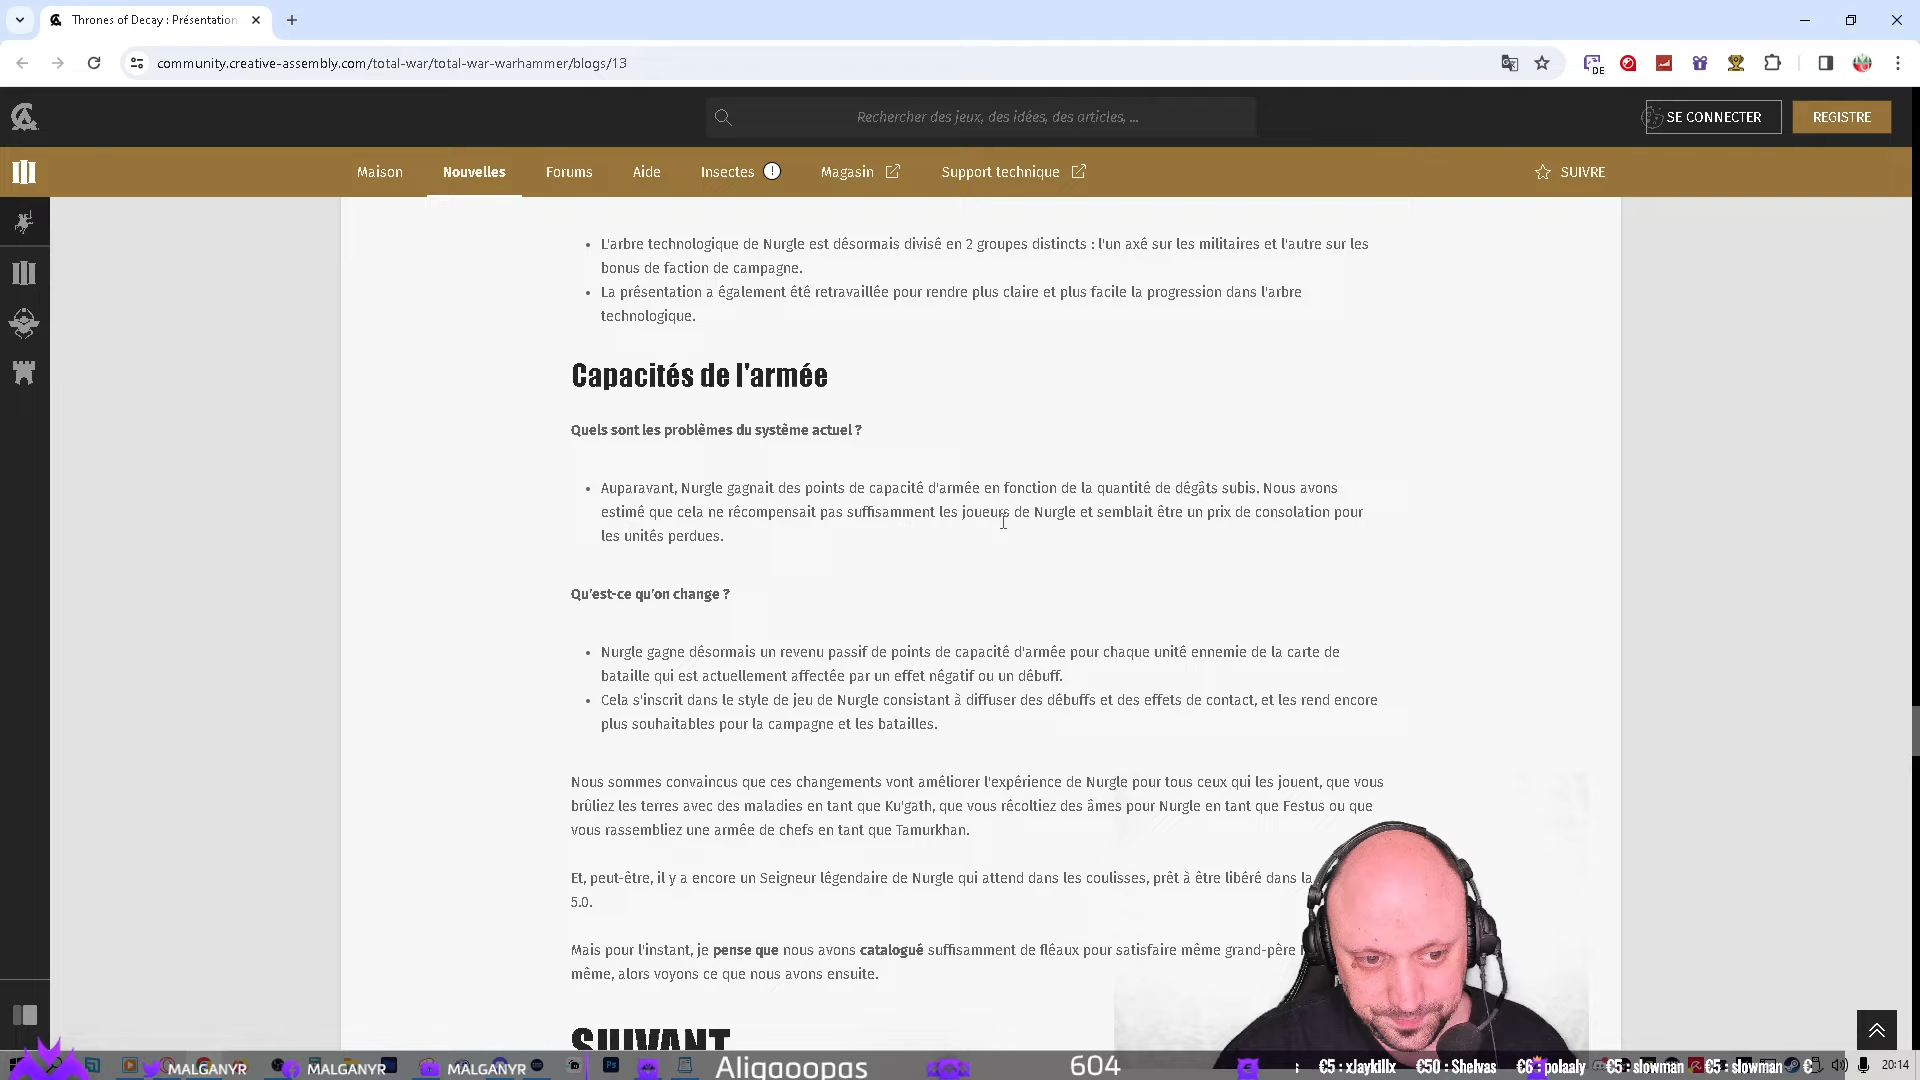 Thrones of Decay : Présentation
community.creative-assembly.com/total-war/total-war-warhammer/blogs/13
DE
Rechercher des jeux, des idées, des articles, ...
SE CONNECTER
REGISTRE
Maison
Nouvelles
Forums
Aide
Insectes
Magasin
Support technique
SUIVRE
L'arbre technologique de Nurgle est désormais divisé en 2 groupes distincts : l'un axé sur les militaires et l'autre sur les
bonus de faction de campagne.
La présentation a également été retravaillée pour rendre plus claire et plus facile la progression dans l'arbre
technologique.
Capacités de l'armée
Quels sont les problèmes du système actuel ?
Auparavant, Nurgle gagnait des points de capacité d'armée en fonction de la quantité de dégâts subis. Nous avons
estimé que cela ne récompensait pas suffisamment les joueurs de Nurgle et semblait être un prix de consolation pour
les unités perdues.
Qu'est-ce qu'on change ?
Nurgle gagne désormais un revenu passif de points de capacité d'armée pour chaque unité ennemie de la carte de
bataille qui est actuellement affectée par un effet négatif ou un débuff.
Cela s'inscrit dans le style de jeu de Nurgle consistant à diffuser des débuffs et des effets de contact, et les rend encore
plus souhaitables pour la campagne et les batailles.
Nous sommes convaincus que ces changements vont améliorer l'expérience de Nurgle pour tous ceux qui les jouent, que vous
brûliez les terres avec des maladies en tant que Ku'gath, que vous récoltiez des âmes pour Nurgle en tant que Festus ou que
vous rassembliez une armée de chefs en tant que Tamurkhan.
Et, peut-être, il y a encore un Seigneur légendaire de Nurgle qui attend dans les coulisses, prêt à être libéré dans la
5.0.
Mais pour l'instant, je pense que nous avons catalogué suffisamment de fléaux pour satisfaire même grand-père
même, alors voyons ce que nous avons ensuite.
SUIVANT
MALGANYR
MALGANYR
MALGANYR
Aligaoopas
604
€5 : xJaykillx
€50 : Shelvas
€6 : polaaly
€5 : slowman
€5 : slowman
€
20:14